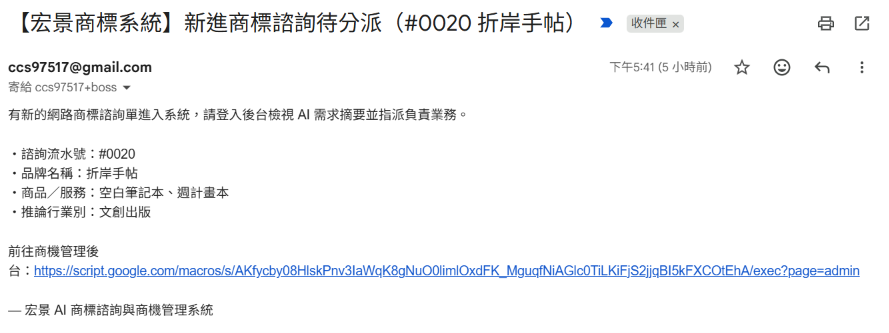 【宏景商標系統】新進商標諮詢待分派（#0020 折岸手帖） 收件匣 ×
ccs97517@gmail.com 下午5:41 (5 小時前)
寄給 ccs97517+boss
有新的網路商標諮詢單進入系統，請登入後台檢視 AI 需求摘要並指派負責業務。
・諮詢流水號：#0020
・品牌名稱：折岸手帖
・商品／服務：空白筆記本、週計畫本
・推論行業別：文創出版
前往商機管理後
台：https://script.google.com/macros/s/AKfycby08HlskPnv3IaWqK8gNuO0limlOxdFK_MguqfNiAGlc0TiLKiFjS2jjqBI5kFXCOtEhA/exec?page=admin
— 宏景 AI 商標諮詢與商機管理系統